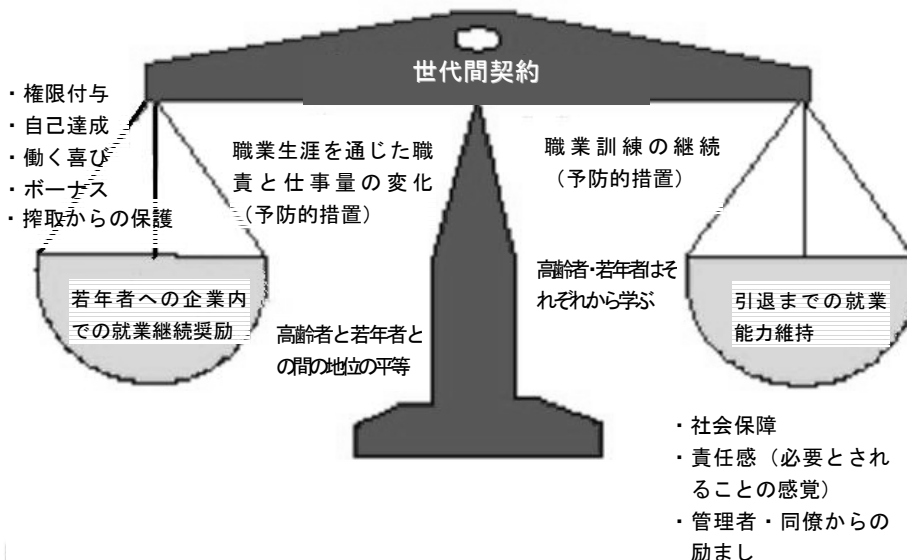 世代間契約
・権限付与
・自己達成
・働く喜び
・ボーナス
・搾取からの保護
職業生涯を通じた職
責と仕事量の変化
（予防的措置）
職業訓練の継続
（予防的措置）
若年者への企業内
での就業継続奨励
高齢者と若年者と
の間の地位の平等
高齢者・若年者はそ
れぞれから学ぶ
引退までの就業
能力維持
・社会保障
・責任感（必要とされ
ることの感覚）
・管理者・同僚からの
励まし